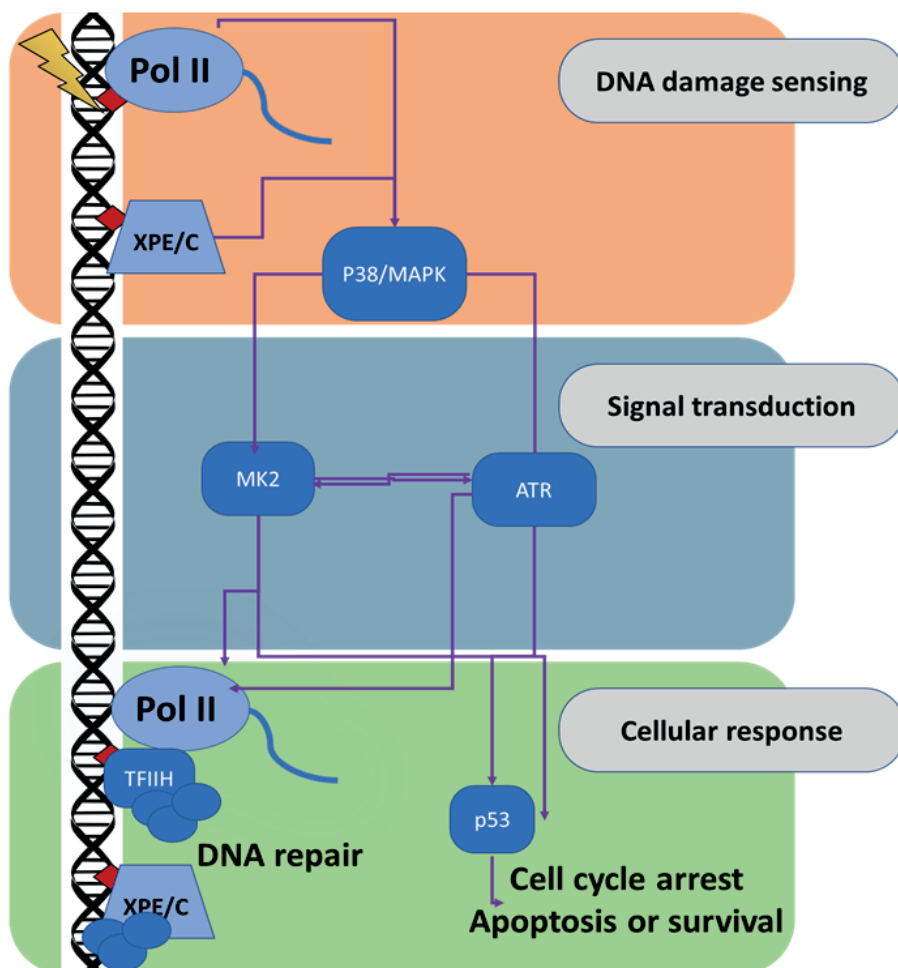 Pol II
DNA damage sensing
XPE/C
P38/MAPK
Signal transduction
MK2
ATR
Pol II
Cellular response
TFIIH
p53
DNA repair
Cell cycle arrest
Apoptosis or survival
XPE/C